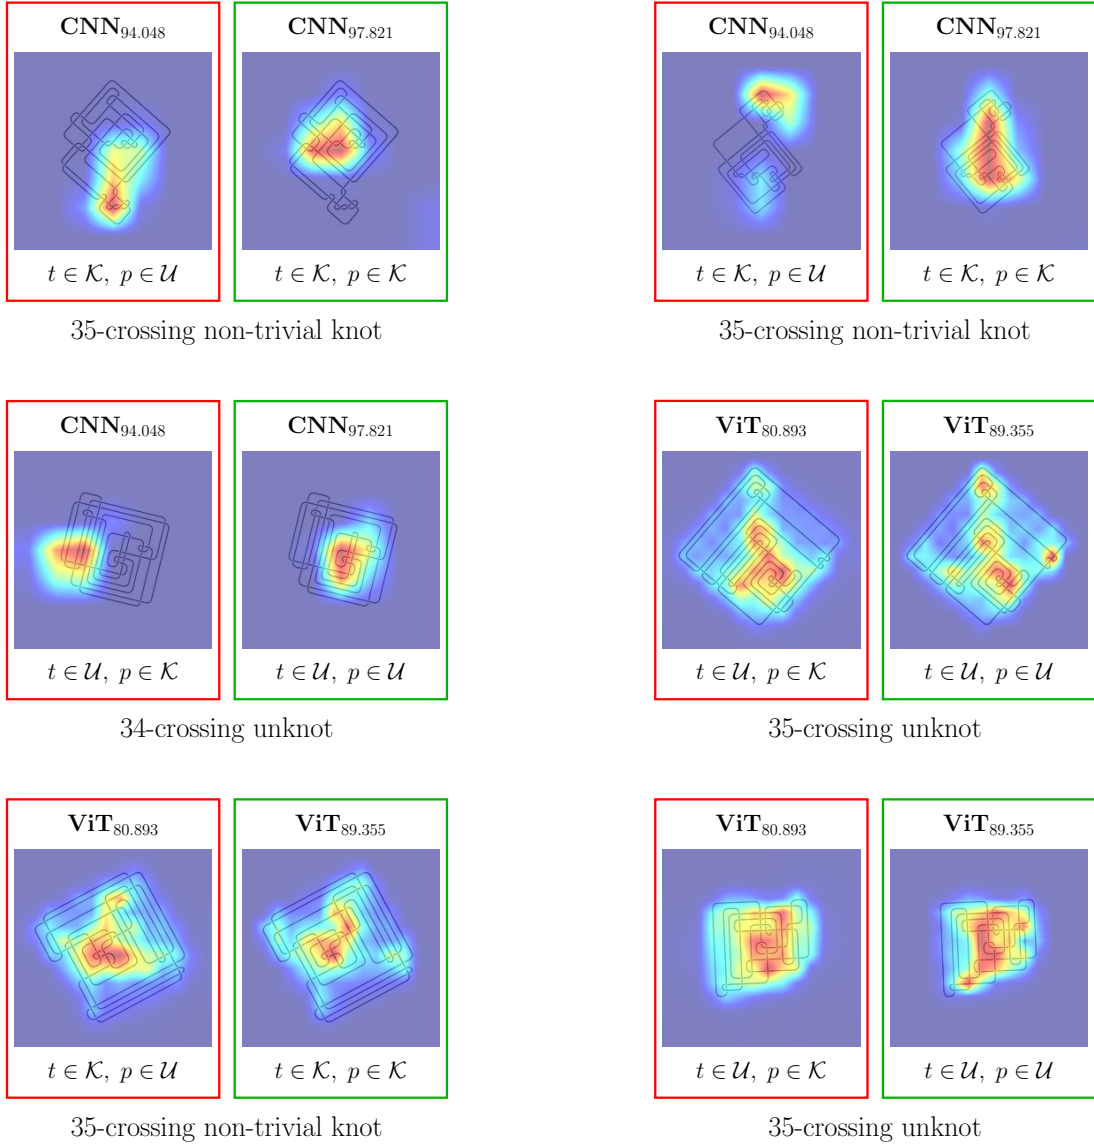 CNN94.048 CNN97.821 CNN94.048 CNN97.821
t ∈ 𝒦, p ∈ 𝒰 t ∈ 𝒦, p ∈ 𝒦 t ∈ 𝒦, p ∈ 𝒰 t ∈ 𝒦, p ∈ 𝒦
35-crossing non-trivial knot 35-crossing non-trivial knot
CNN94.048 CNN97.821 ViT80.893 ViT89.355
t ∈ 𝒰, p ∈ 𝒦 t ∈ 𝒰, p ∈ 𝒰 t ∈ 𝒰, p ∈ 𝒦 t ∈ 𝒰, p ∈ 𝒰
34-crossing unknot 35-crossing unknot
ViT80.893 ViT89.355 ViT80.893 ViT89.355
t ∈ 𝒦, p ∈ 𝒰 t ∈ 𝒦, p ∈ 𝒦 t ∈ 𝒰, p ∈ 𝒦 t ∈ 𝒰, p ∈ 𝒰
35-crossing non-trivial knot 35-crossing unknot